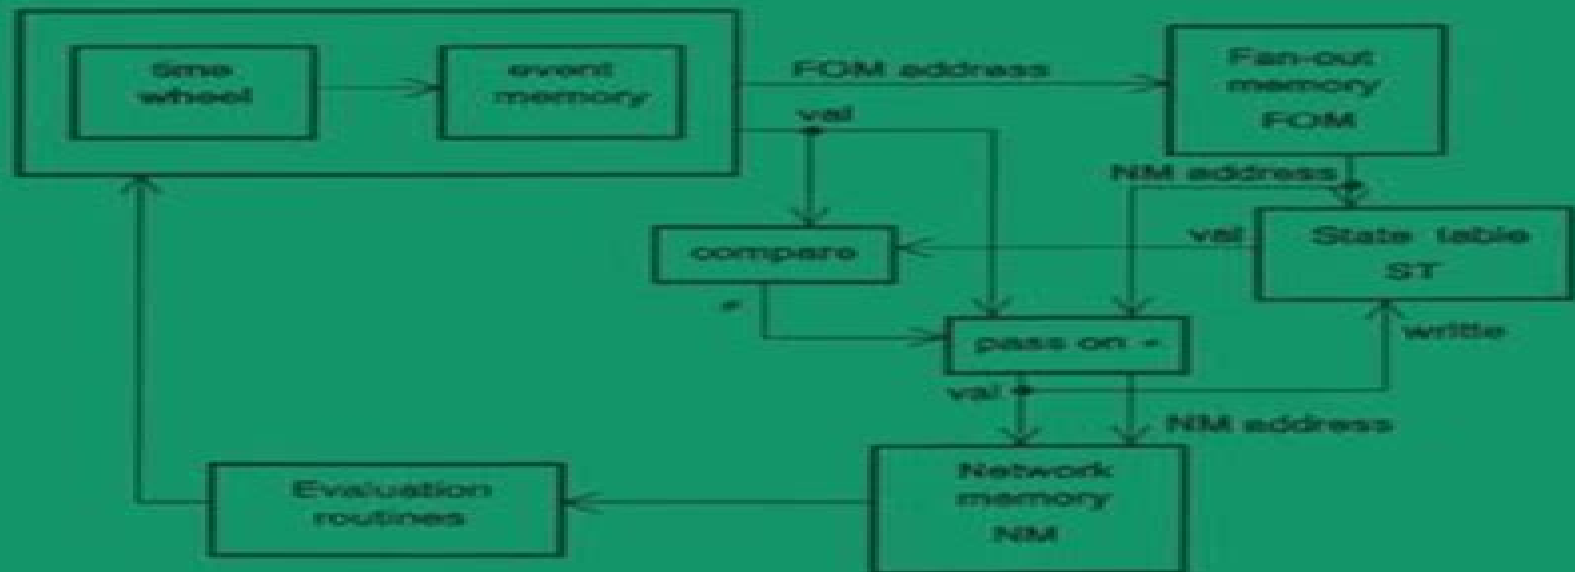 time
wheel
event
memory
FOM address
val
Fan-out
memory
FOM
NM address
val
State table
ST
compare
pass on
write
val
NM address
Network
memory
NM
Evaluation
routines